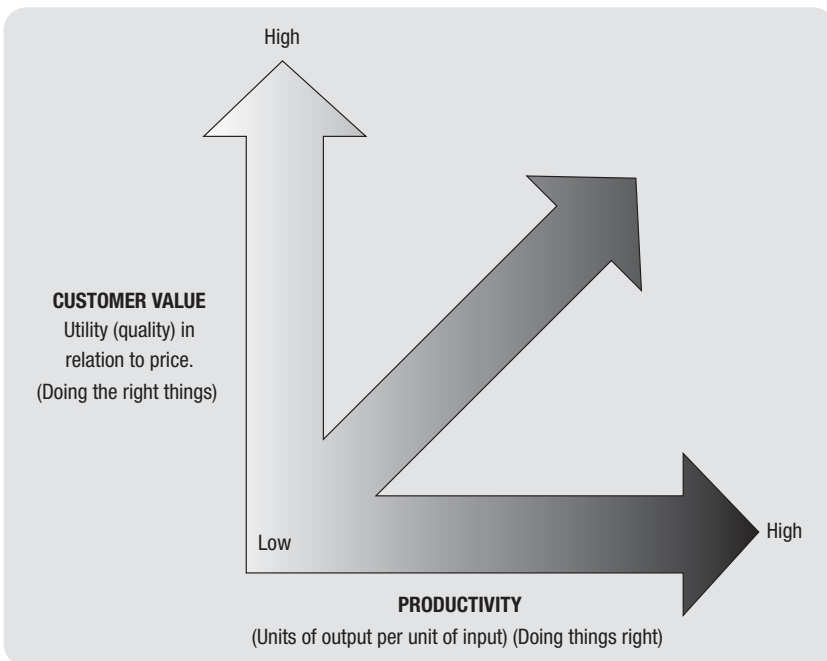 High
CUSTOMER VALUE
Utility (quality) in
relation to price.
(Doing the right things)
Low
High
PRODUCTIVITY
(Units of output per unit of input) (Doing things right)